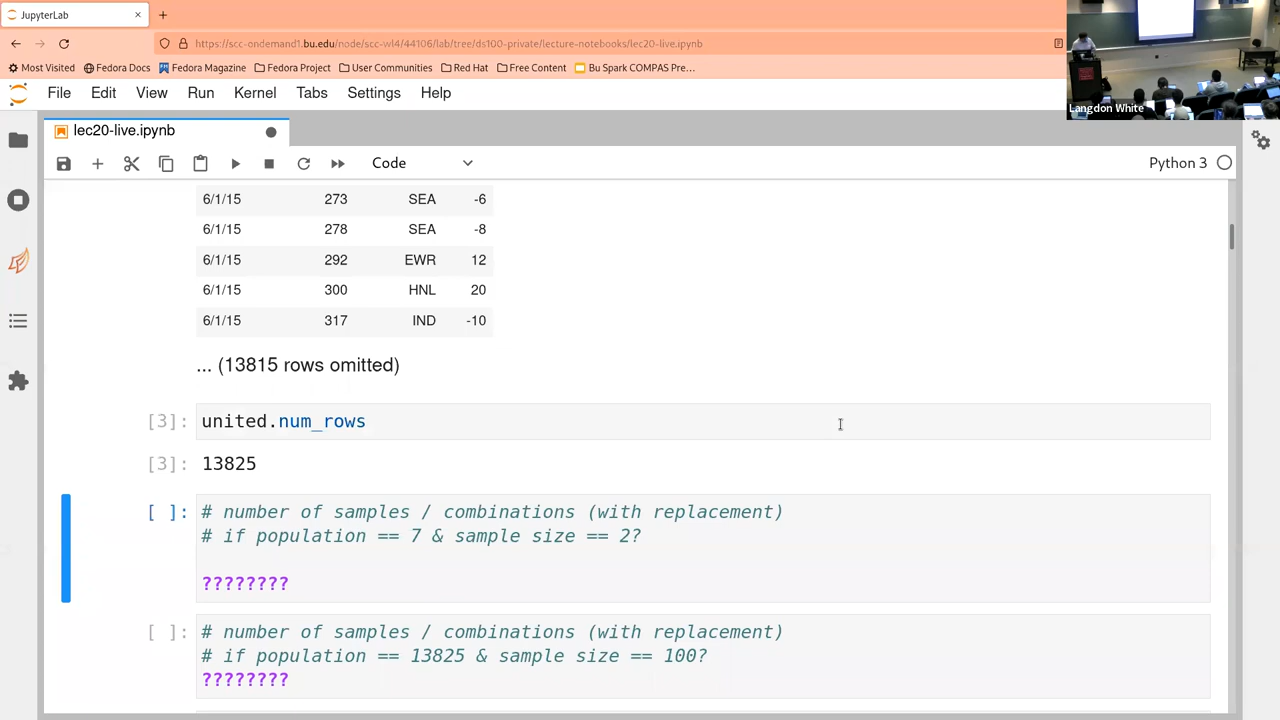 JupyterLab
https://scc-ondemand1.bu.edu/node/scc-wl4/44106/lab/tree/ds100-private/lecture-notebooks/lec20-live.ipynb
Most Visited Fedora Docs Fedora Magazine Fedora Project User Communities Red Hat Free Content Bu Spark COMPAS Pre…
Langdon White
File Edit View Run Kernel Tabs Settings Help
lec20-live.ipynb
Code Python 3
6/1/15 273 SEA -6
6/1/15 278 SEA -8
6/1/15 292 EWR 12
6/1/15 300 HNL 20
6/1/15 317 IND -10
... (13815 rows omitted)
[3]: united.num_rows
[3]: 13825
[ ]: # number of samples / combinations (with replacement)
# if population == 7 & sample size == 2?
????????
[ ]: # number of samples / combinations (with replacement)
# if population == 13825 & sample size == 100?
????????